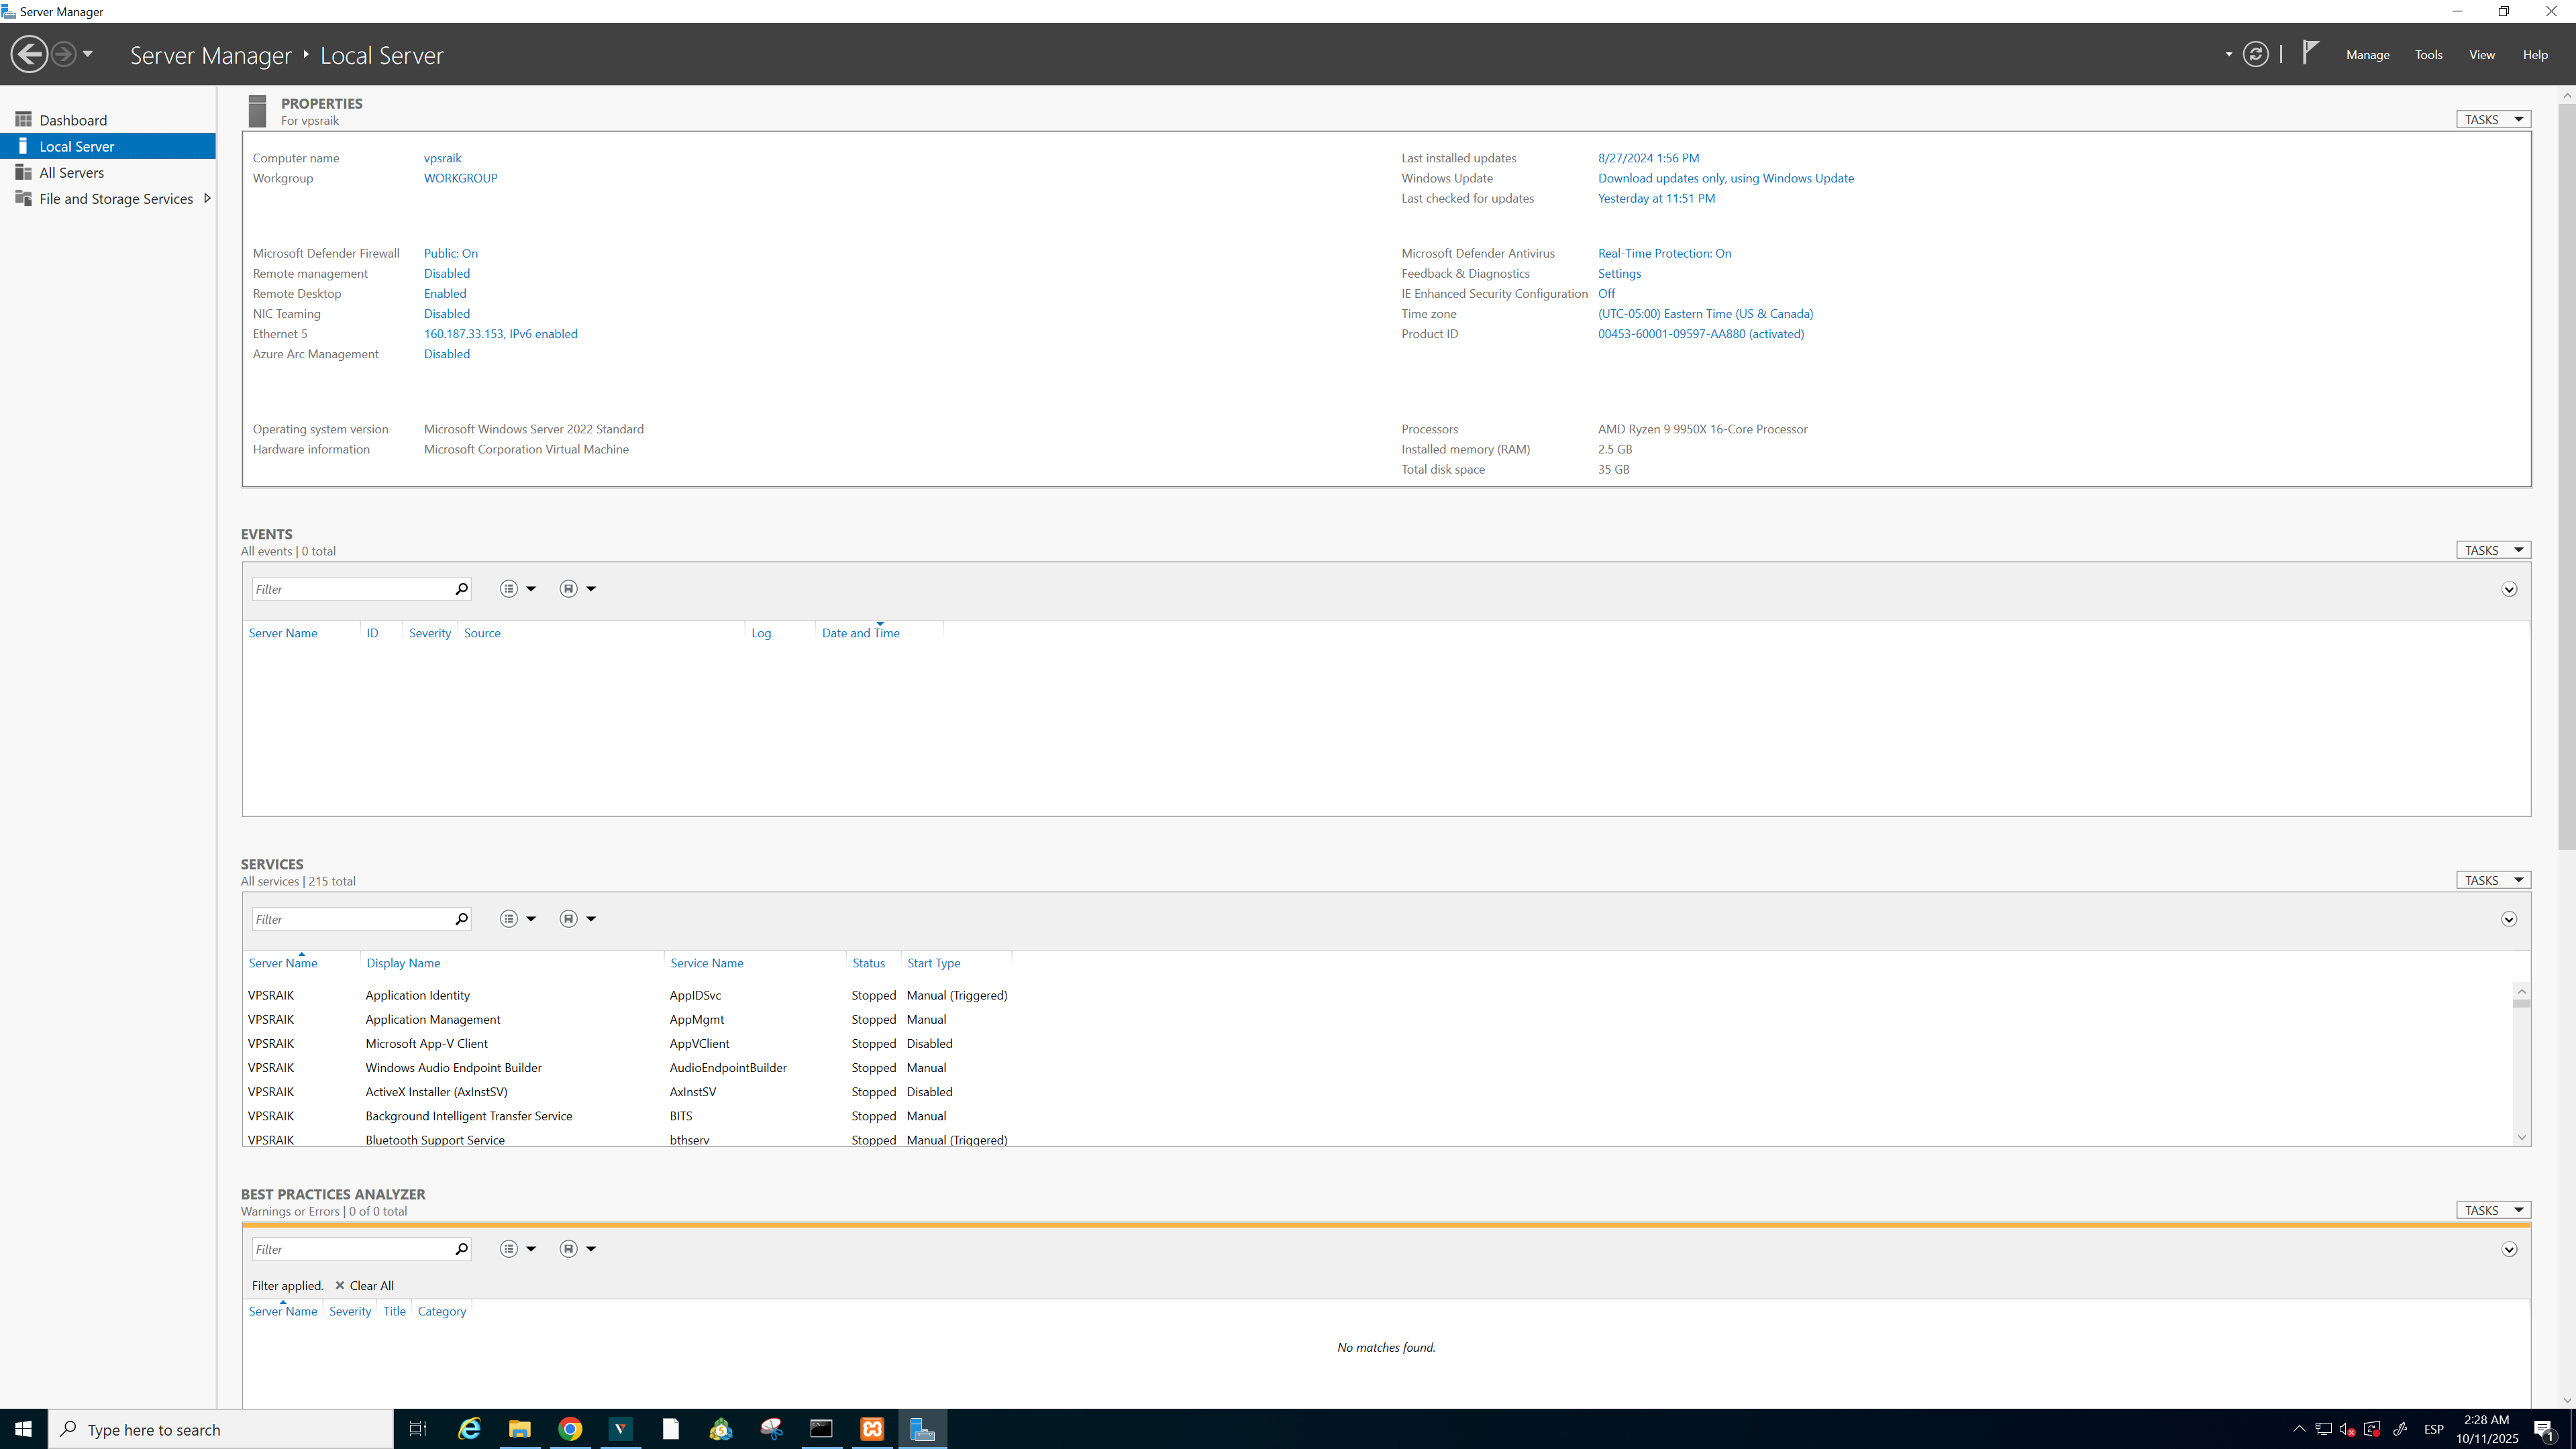 Server Manager
Server Manager ‣ Local Server
Manage Tools View Help
Dashboard
Local Server
All Servers
File and Storage Services
PROPERTIES
For vpsraik
TASKS
Computer name vpsraik
Workgroup WORKGROUP
Last installed updates 8/27/2024 1:56 PM
Windows Update Download updates only, using Windows Update
Last checked for updates Yesterday at 11:51 PM
Microsoft Defender Firewall Public: On
Remote management Disabled
Remote Desktop Enabled
NIC Teaming Disabled
Ethernet 5 160.187.33.153, IPv6 enabled
Azure Arc Management Disabled
Microsoft Defender Antivirus Real-Time Protection: On
Feedback & Diagnostics Settings
IE Enhanced Security Configuration Off
Time zone (UTC-05:00) Eastern Time (US & Canada)
Product ID 00453-60001-09597-AA880 (activated)
Operating system version Microsoft Windows Server 2022 Standard
Hardware information Microsoft Corporation Virtual Machine
Processors AMD Ryzen 9 9950X 16-Core Processor
Installed memory (RAM) 2.5 GB
Total disk space 35 GB
EVENTS
All events | 0 total
TASKS
Filter
Server Name ID Severity Source Log Date and Time
SERVICES
All services | 215 total
TASKS
Filter
Server Name Display Name Service Name Status Start Type
VPSRAIK Application Identity AppIDSvc Stopped Manual (Triggered)
VPSRAIK Application Management AppMgmt Stopped Manual
VPSRAIK Microsoft App-V Client AppVClient Stopped Disabled
VPSRAIK Windows Audio Endpoint Builder AudioEndpointBuilder Stopped Manual
VPSRAIK ActiveX Installer (AxInstSV) AxInstSV Stopped Disabled
VPSRAIK Background Intelligent Transfer Service BITS Stopped Manual
VPSRAIK Bluetooth Support Service bthserv Stopped Manual (Triggered)
BEST PRACTICES ANALYZER
Warnings or Errors | 0 of 0 total
TASKS
Filter
Filter applied. Clear All
Server Name Severity Title Category
No matches found.
Type here to search
ESP
2:28 AM
10/11/2025
1